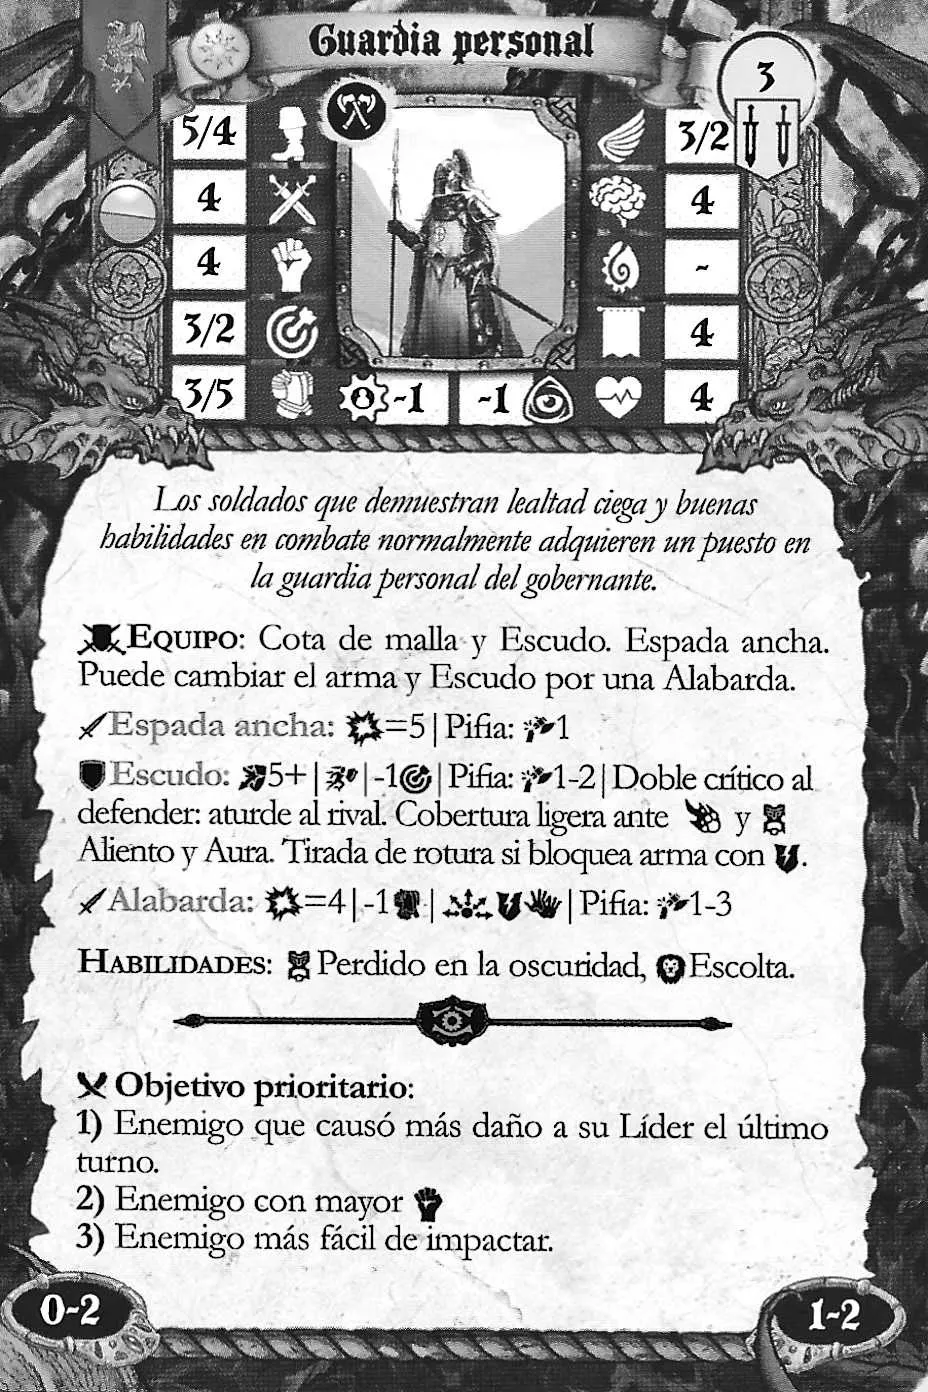 Guardia personal
3
5/4
3/2
4
4
4
-
3/2
4
3/5
-1
-1
4
Los soldados que demuestran lealtad ciega y buenas
habilidades en combate normalmente adquieren un puesto en
la guardia personal del gobernante.
EQUIPO: Cota de malla y Escudo. Espada ancha.
Puede cambiar el arma y Escudo por una Alabarda.
Espada ancha: =5 | Pifia: 1
Escudo: 5+ | | -1 | Pifia: 1-2 | Doble crítico al
defender: aturde al rival. Cobertura ligera ante y
Aliento y Aura. Tirada de rotura si bloquea arma con .
Alabarda: =4 | -1 | | Pifia: 1-3
HABILIDADES: Perdido en la oscuridad, Escolta.
Objetivo prioritario:
1) Enemigo que causó más daño a su Líder el último
turno.
2) Enemigo con mayor
3) Enemigo más fácil de impactar.
0-2
1-2